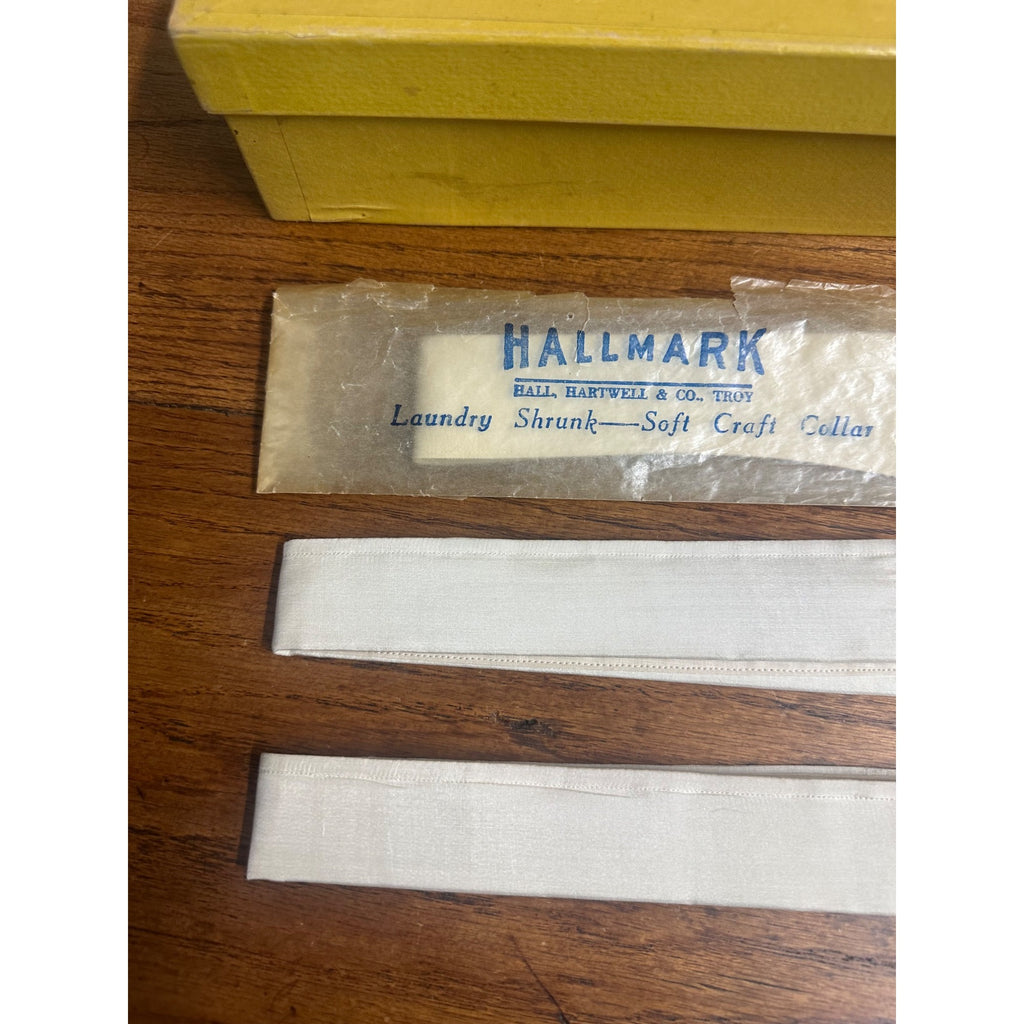 HALLMARK
HALL, HARTWELL & CO., TROY
Laundry Shrunk—Soft Craft Collar